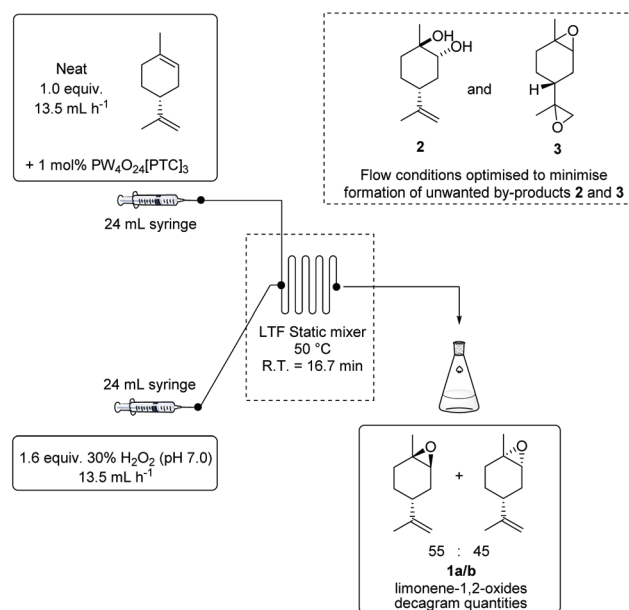 Neat
1.0 equiv.
13.5 mL h⁻¹
+ 1 mol% PW₄O₂₄[PTC]₃
24 mL syringe
OH
OH
and
O
H
O
2
3
Flow conditions optimised to minimise
formation of unwanted by-products 2 and 3
LTF Static mixer
50 °C
R.T. = 16.7 min
24 mL syringe
1.6 equiv. 30% H₂O₂ (pH 7.0)
13.5 mL h⁻¹
O
+
O
55 : 45
1a/b
limonene-1,2-oxides
decagram quantities